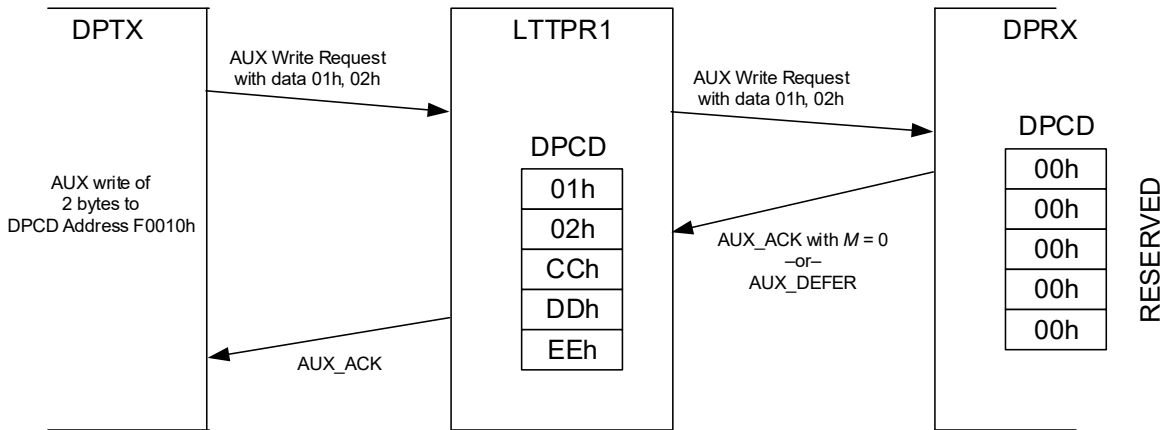 DPTX
LTTPR1
DPRX
AUX Write Request
with data 01h, 02h
AUX Write Request
with data 01h, 02h
AUX write of
2 bytes to
DPCD Address F0010h
DPCD
01h
02h
CCh
DDh
EEh
AUX_ACK with M = 0
–or–
AUX_DEFER
AUX_ACK
DPCD
00h
00h
00h
00h
00h
RESERVED